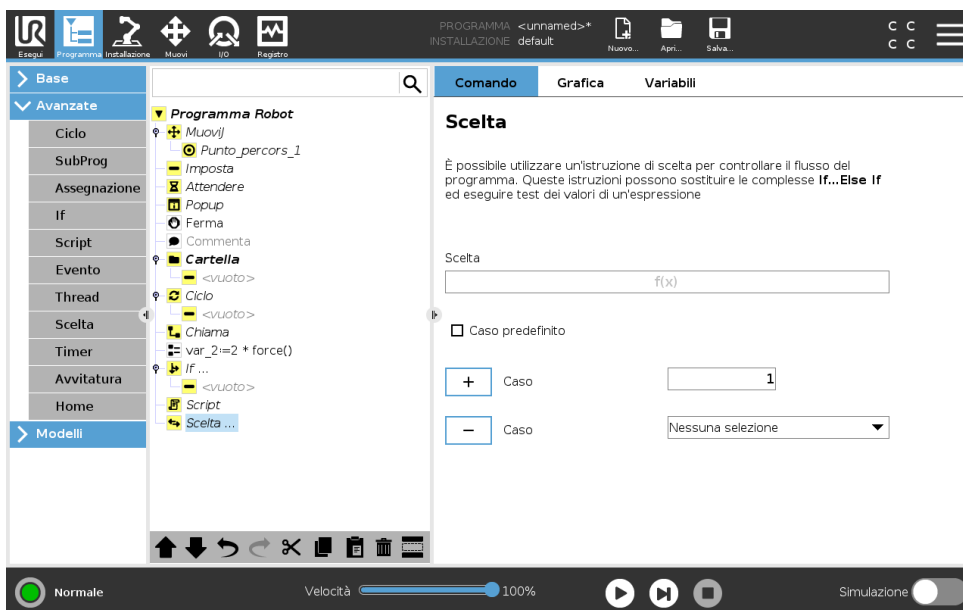 PROGRAMMA <unnamed>*
INSTALLAZIONE default
Esegui Programma Installazione Muovi I/O Registro
Nuovo... Apri... Salva...
C C
C C
Base
Avanzate
Ciclo
SubProg
Assegnazione
If
Script
Evento
Thread
Scelta
Timer
Avvitatura
Home
Modelli
Programma Robot
MuoviJ
Punto_percors_1
Imposta
Attendere
Popup
Ferma
Commenta
Cartella
<vuoto>
Ciclo
<vuoto>
Chiama
var_2:=2 * force()
If ...
<vuoto>
Script
Scelta ...
Comando Grafica Variabili
Scelta
È possibile utilizzare un'istruzione di scelta per controllare il flusso del
programma. Queste istruzioni possono sostituire le complesse If...Else If
ed eseguire test dei valori di un'espressione
Scelta
f(x)
Caso predefinito
+ Caso 1
− Caso Nessuna selezione
Normale Velocità 100% Simulazione